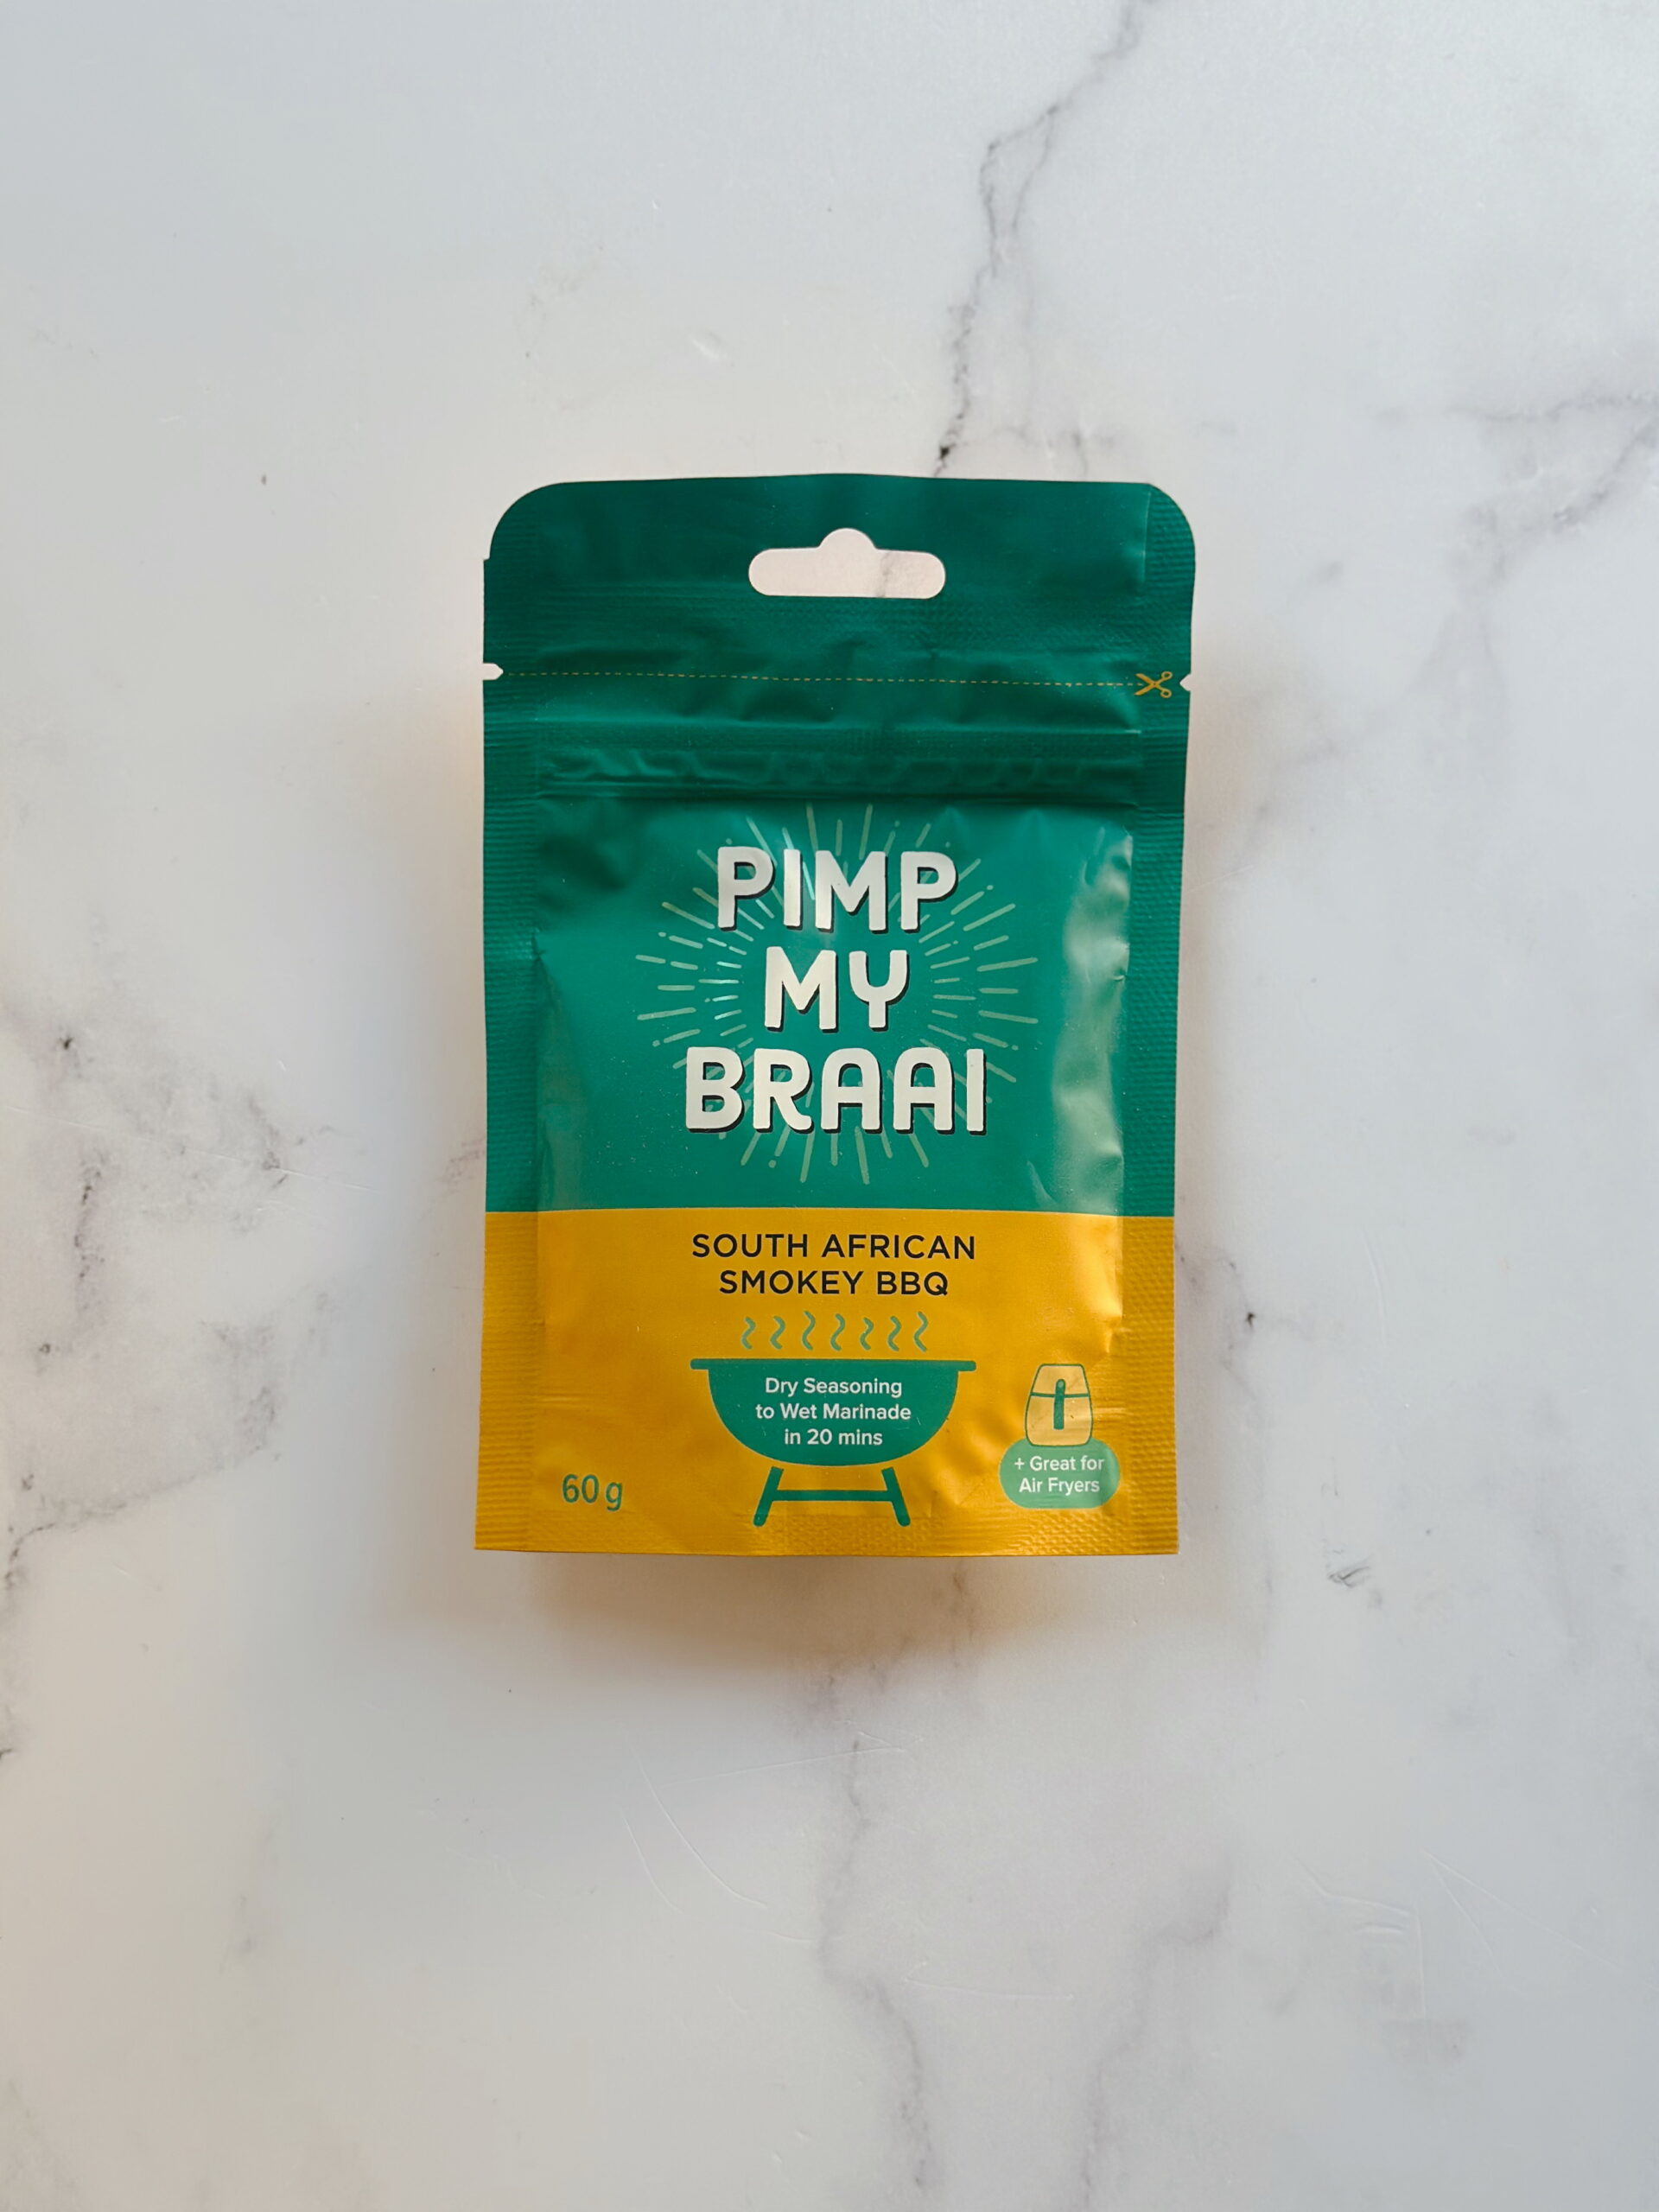 PIMP
MY
BRAAI
SOUTH AFRICAN
SMOKEY BBQ
Dry Seasoning
to Wet Marinade
in 20 mins
+ Great for
Air Fryers
60g